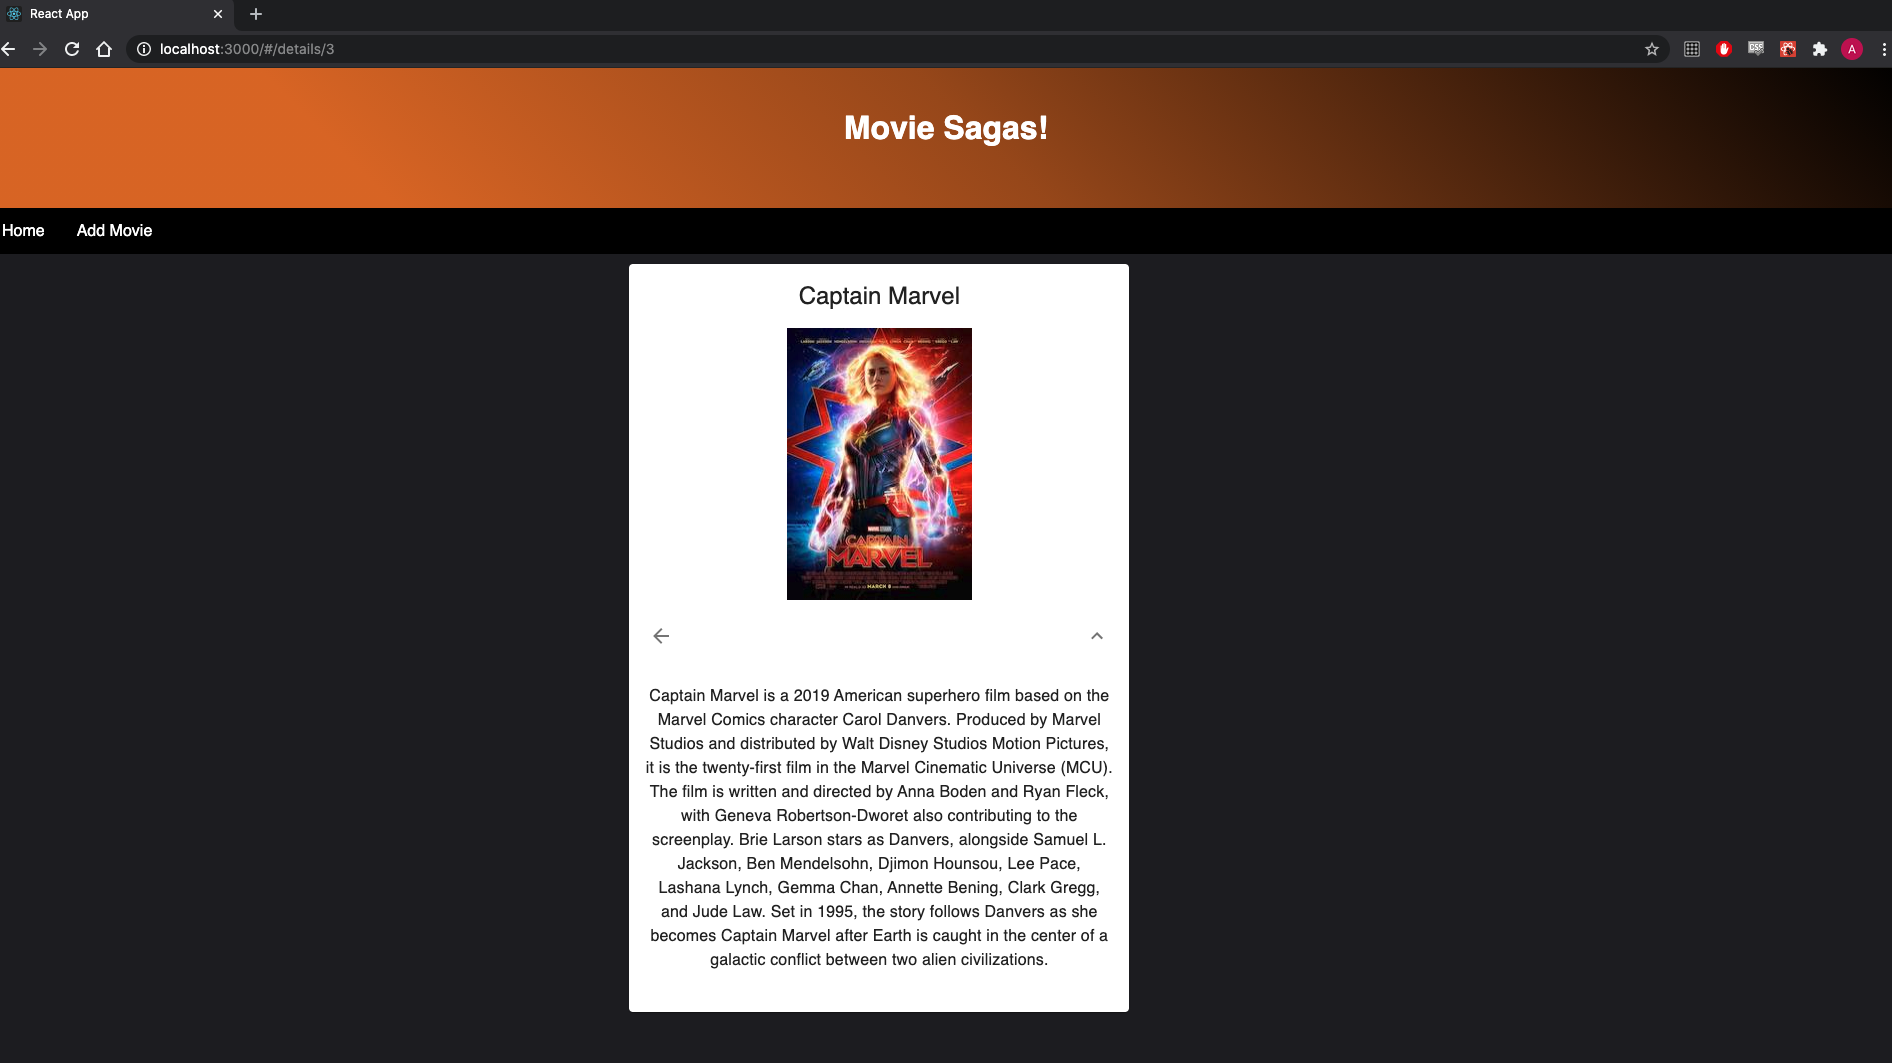 React App
localhost:3000/#/details/3
A
Movie Sagas!
Home
Add Movie
Captain Marvel
CAPTAIN
MARVEL
MARCH 8
Captain Marvel is a 2019 American superhero film based on the
Marvel Comics character Carol Danvers. Produced by Marvel
Studios and distributed by Walt Disney Studios Motion Pictures,
it is the twenty-first film in the Marvel Cinematic Universe (MCU).
The film is written and directed by Anna Boden and Ryan Fleck,
with Geneva Robertson-Dworet also contributing to the
screenplay. Brie Larson stars as Danvers, alongside Samuel L.
Jackson, Ben Mendelsohn, Djimon Hounsou, Lee Pace,
Lashana Lynch, Gemma Chan, Annette Bening, Clark Gregg,
and Jude Law. Set in 1995, the story follows Danvers as she
becomes Captain Marvel after Earth is caught in the center of a
galactic conflict between two alien civilizations.